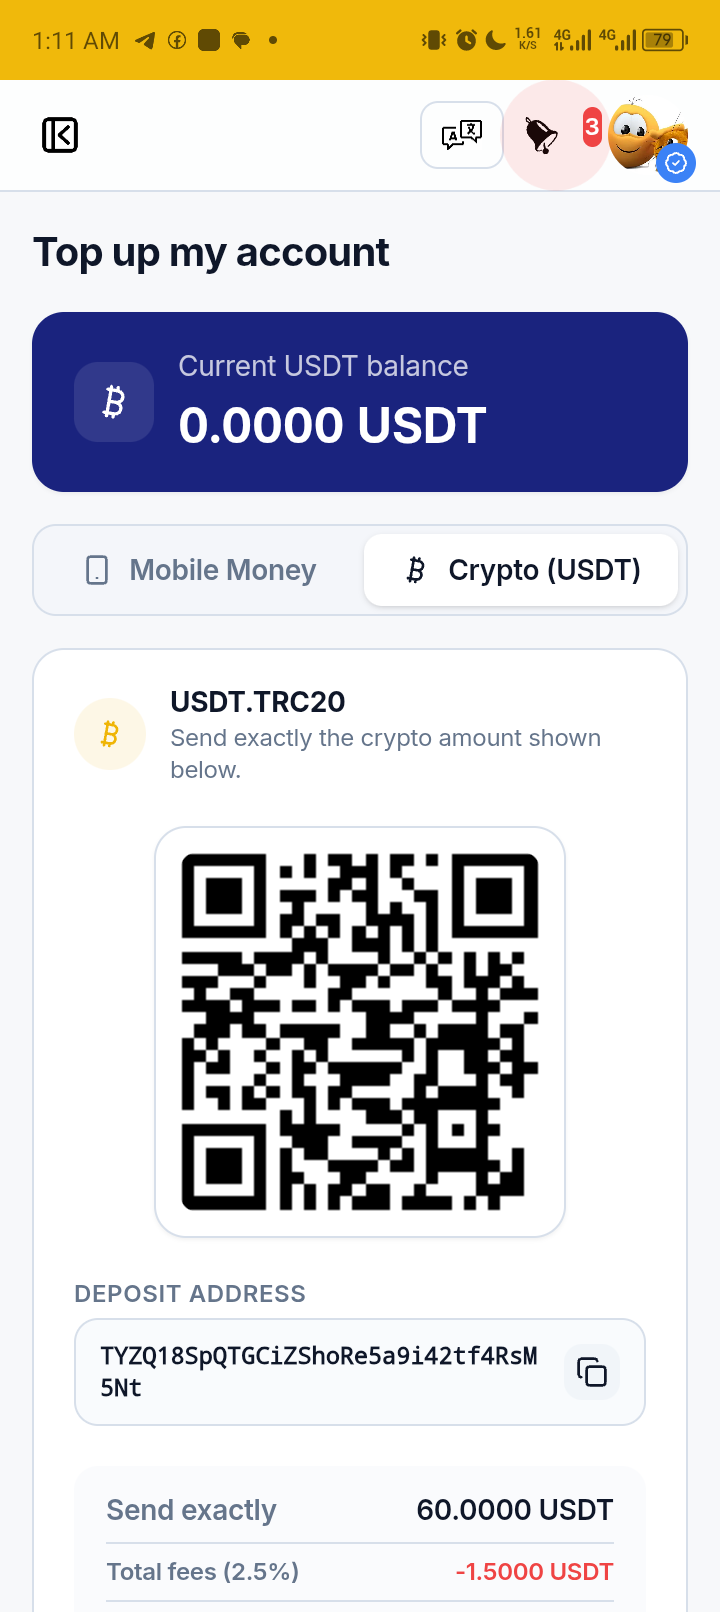 1:11 AM
1.61
K/S
4G
4G
79
A 文
3
Top up my account
Current USDT balance
0.0000 USDT
Mobile Money
Crypto (USDT)
USDT.TRC20
Send exactly the crypto amount shown
below.
DEPOSIT ADDRESS
TYZQ18SpQTGCiZShoRe5a9i42tf4RsM
5Nt
Send exactly 60.0000 USDT
Total fees (2.5%) -1.5000 USDT